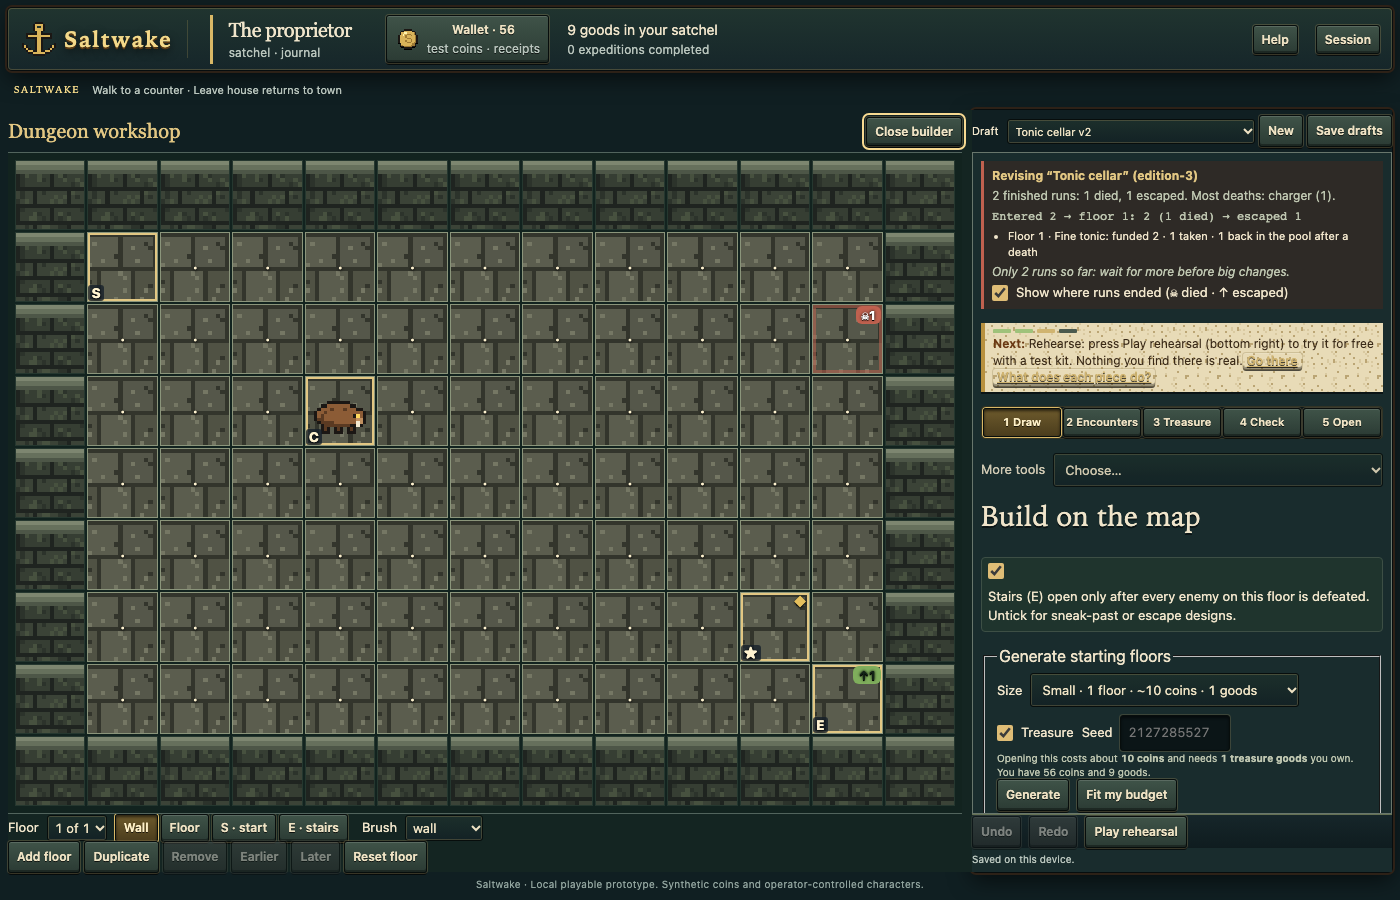 Saltwake
The proprietor
satchel · journal
Wallet · 56
test coins · receipts
9 goods in your satchel
0 expeditions completed
Help
Session
SALTWAKE Walk to a counter · Leave house returns to town
Dungeon workshop
Close builder
Draft
Tonic cellar v2
New
Save drafts
S
☠1
C
★
↑1
E
Revising “Tonic cellar” (edition-3)
2 finished runs: 1 died, 1 escaped. Most deaths: charger (1).
Entered 2 → floor 1: 2 (1 died) → escaped 1
• Floor 1 · Fine tonic: funded 2 · 1 taken · 1 back in the pool after a
death
Only 2 runs so far: wait for more before big changes.
Show where runs ended (☠ died · ↑ escaped)
Next: Rehearse: press Play rehearsal (bottom right) to try it for free
with a test kit. Nothing you find there is real. Go there
What does each piece do?
1 Draw
2 Encounters
3 Treasure
4 Check
5 Open
More tools
Choose...
Build on the map
Stairs (E) open only after every enemy on this floor is defeated.
Untick for sneak-past or escape designs.
Generate starting floors
Size
Small · 1 floor · ~10 coins · 1 goods
Treasure Seed
2127285527
Opening this costs about 10 coins and needs 1 treasure goods you own.
You have 56 coins and 9 goods.
Generate
Fit my budget
Floor
1 of 1
Wall
Floor
S · start
E · stairs
Brush
wall
Add floor
Duplicate
Remove
Earlier
Later
Reset floor
Undo
Redo
Play rehearsal
Saved on this device.
Saltwake · Local playable prototype. Synthetic coins and operator-controlled characters.